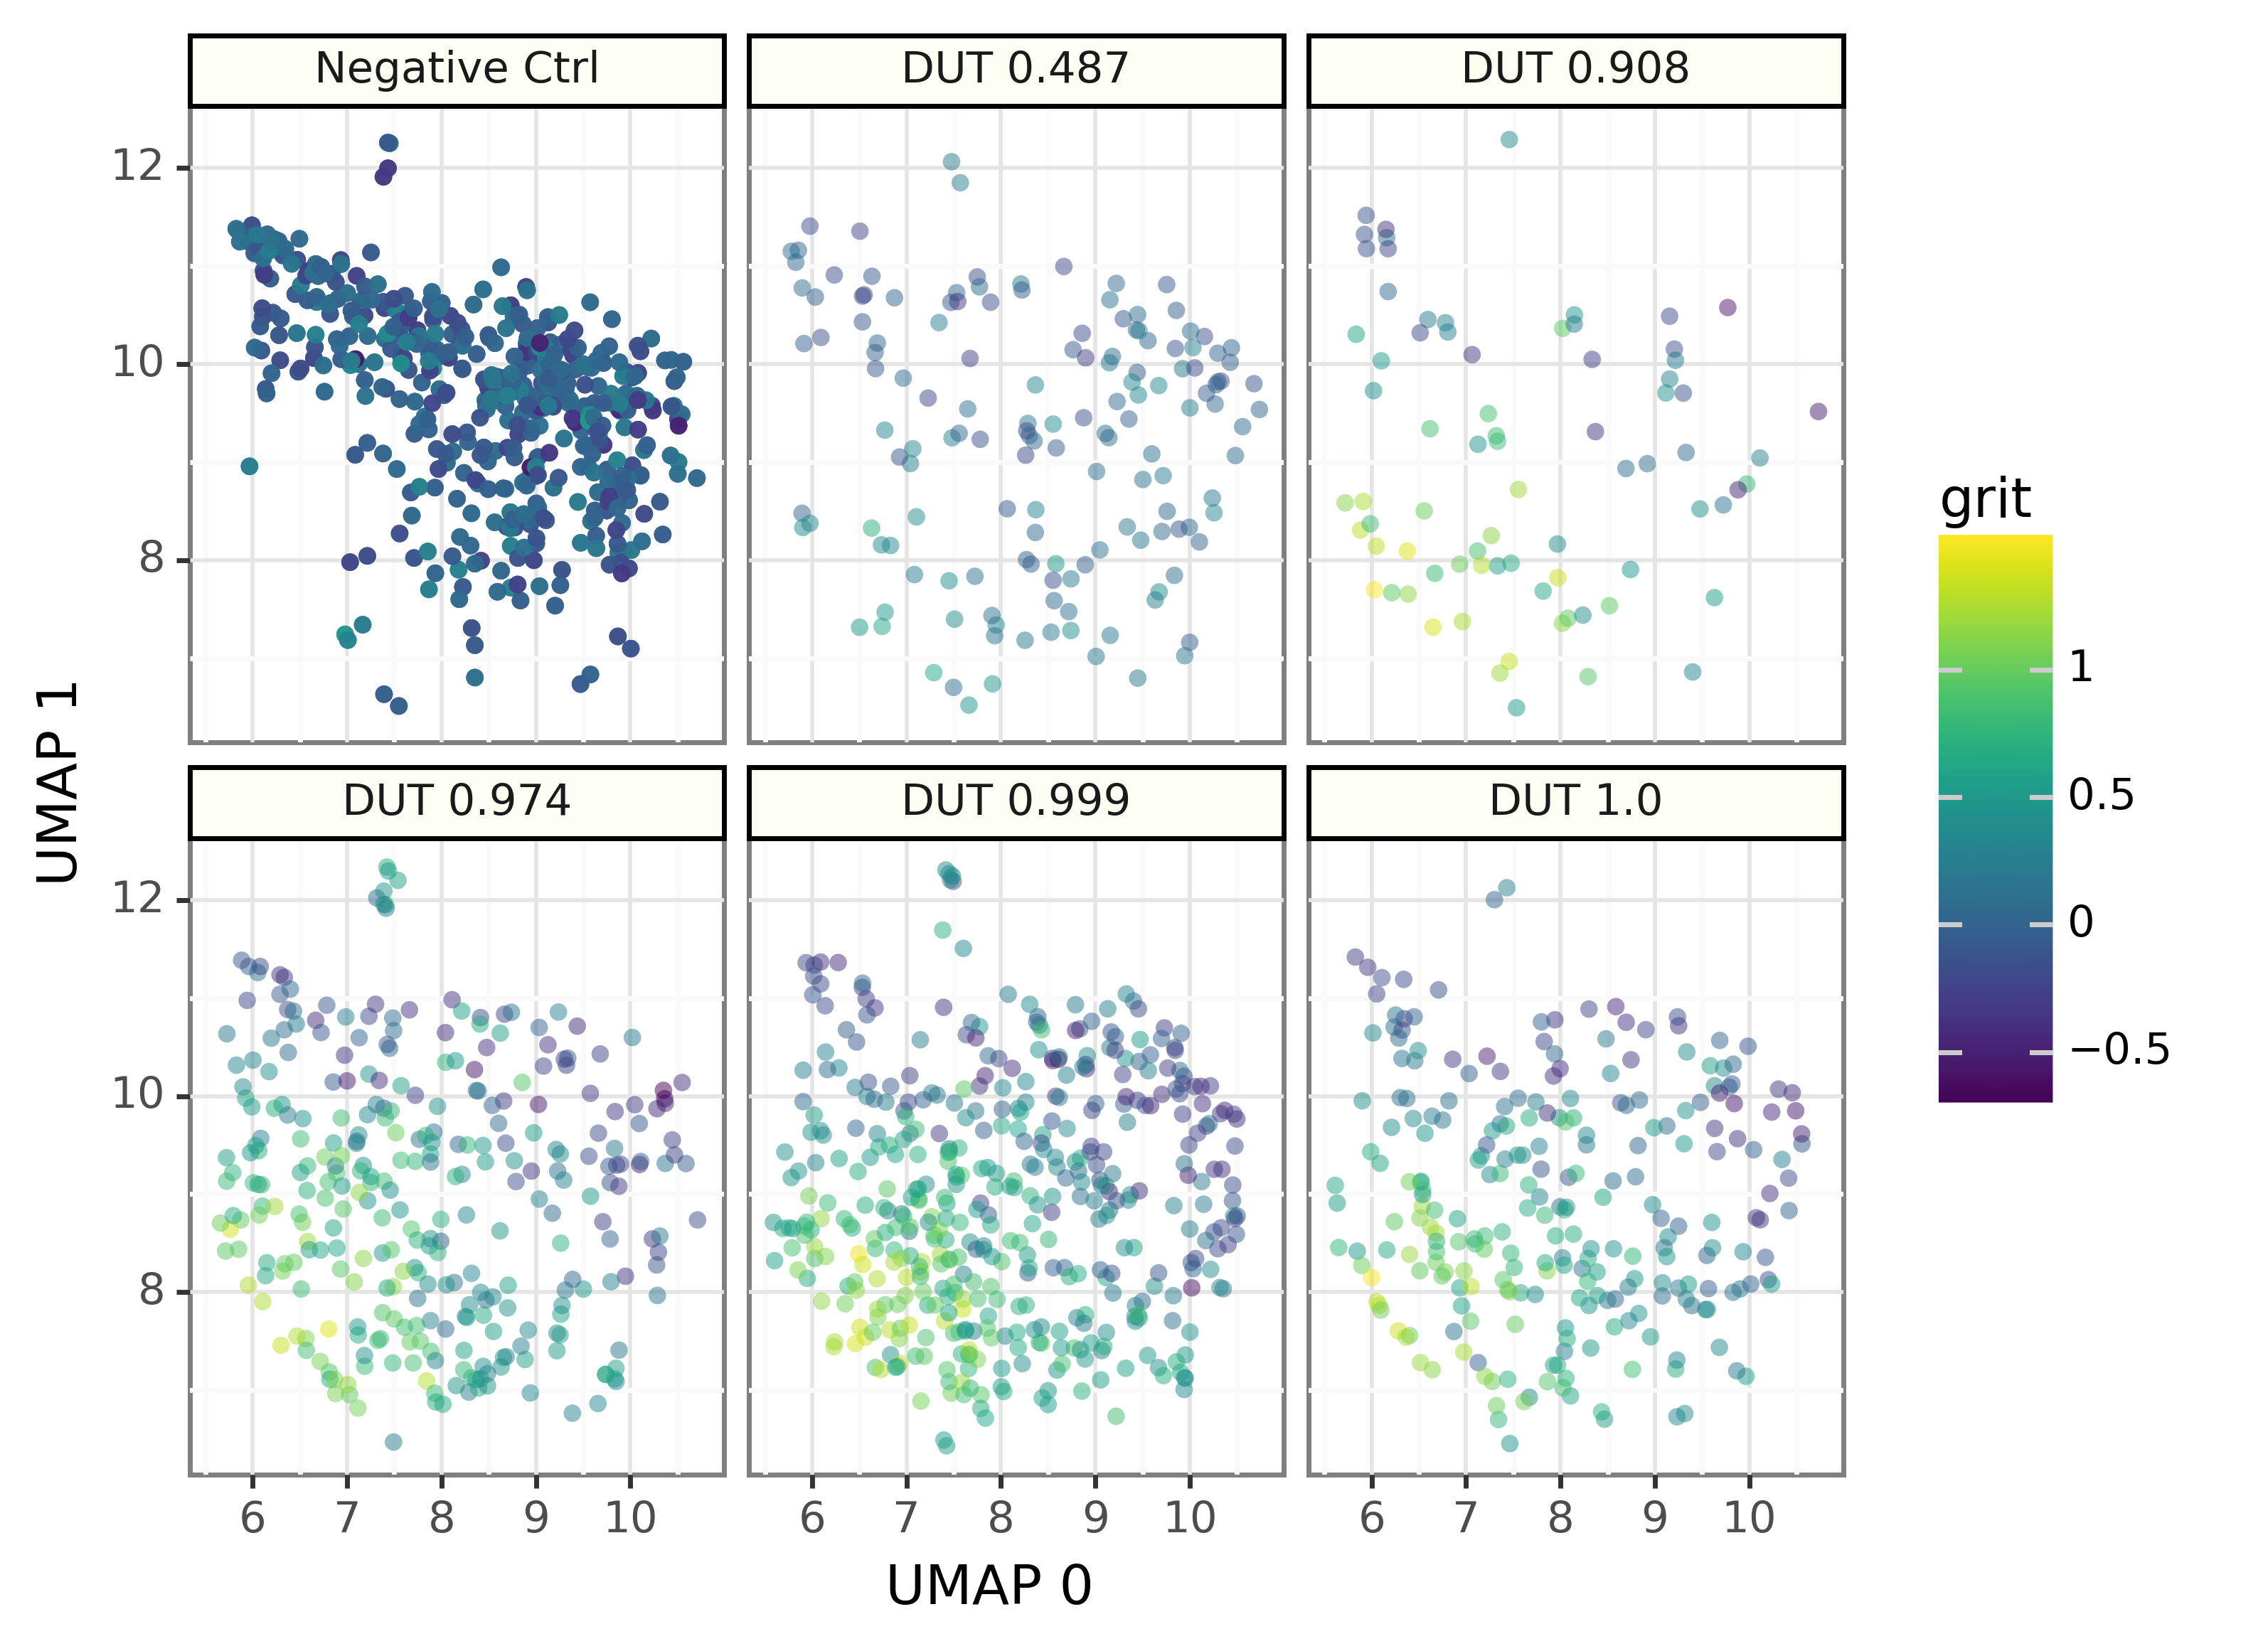 Negative Ctrl
DUT 0.487
DUT 0.908
12
10
8
DUT 0.974
DUT 0.999
DUT 1.0
12
10
8
6 7 8 9 10
6 7 8 9 10
6 7 8 9 10
UMAP 0
UMAP 1
grit
1
0.5
0
−0.5